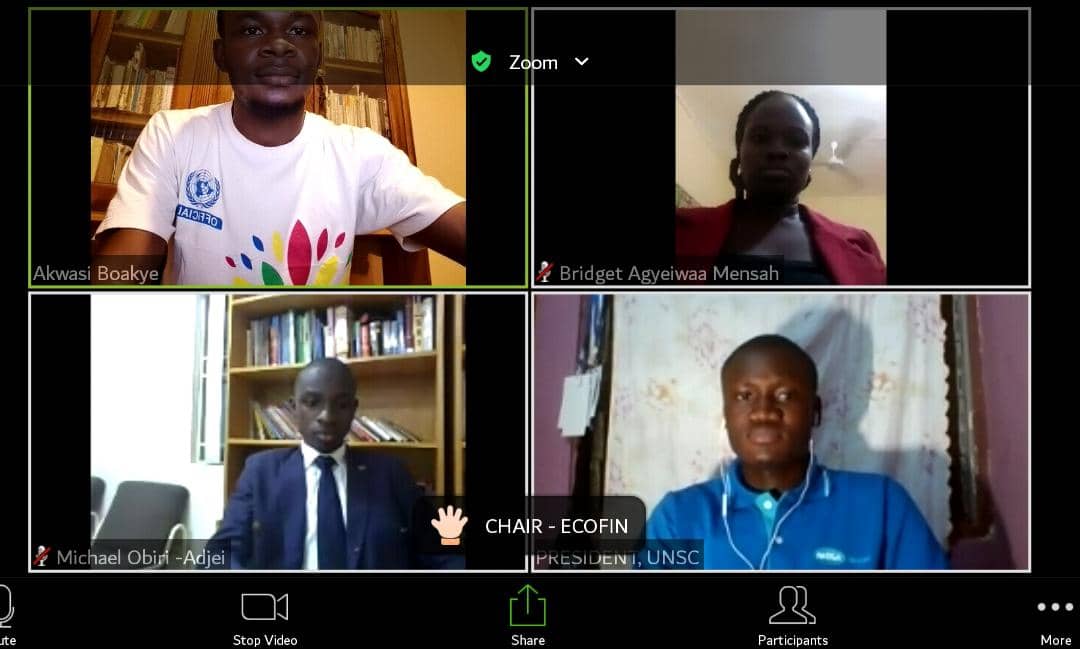 Zoom
OFFICIAL
Akwasi Boakye
Bridget Agyeiwaa Mensah
CHAIR - ECOFIN
Michael Obiri -Adjei
PRESIDENT, UNSC
ute
Stop Video
Share
Participants
More